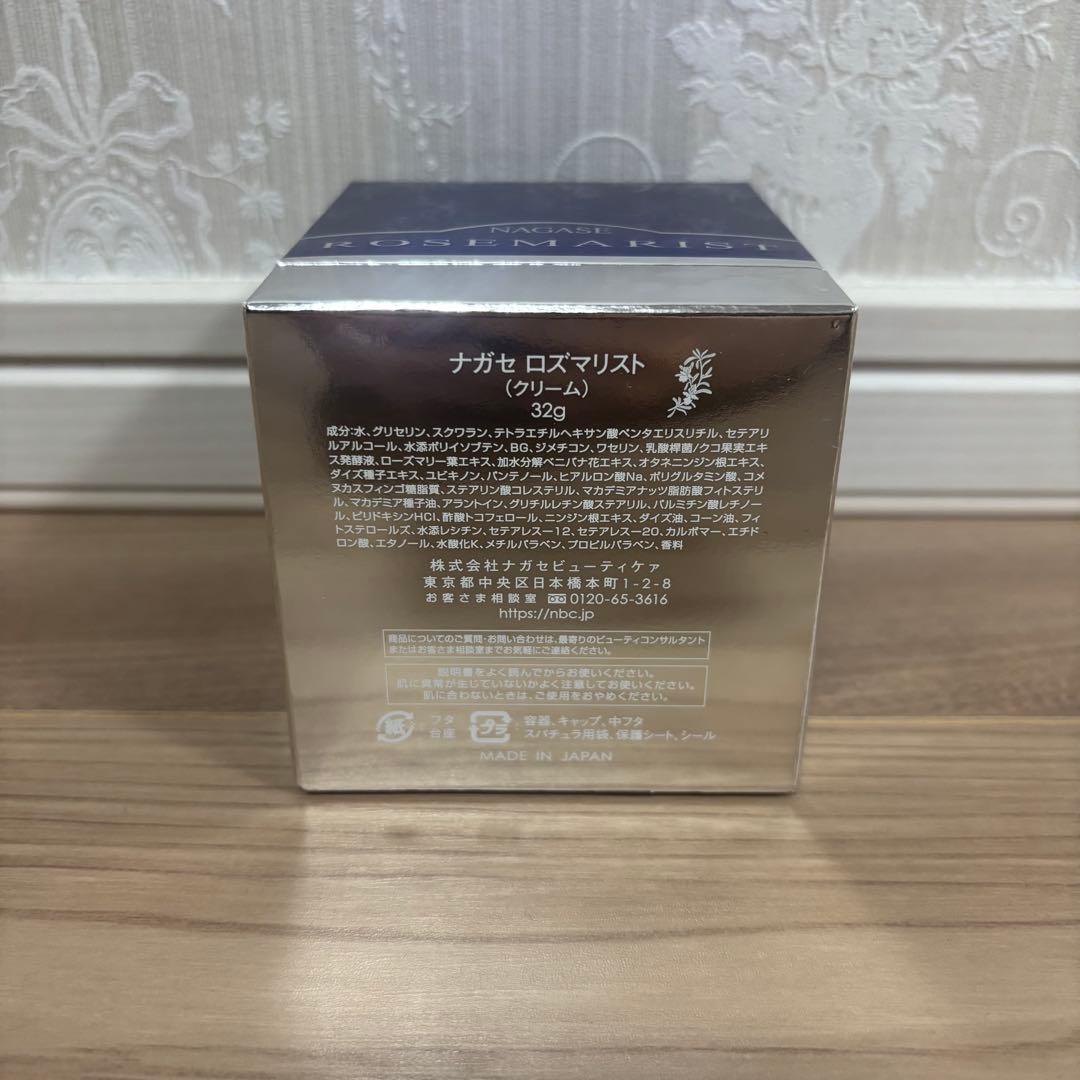 NAGASE
ROSEMARIST
ナガセ ロズマリスト
(クリーム)
32g
成分:水、グリセリン、スクワラン、テトラエチルヘキサン酸ペンタエリスリチル、セテアリ
ルアルコール、水添ポリイソブテン、BG、ジメチコン、ワセリン、乳酸桿菌/クコ果実エキ
ス発酵液、ローズマリー葉エキス、加水分解ベニバナ花エキス、オタネニンジン根エキス、
ダイズ種子エキス、ユビキノン、パンテノール、ヒアルロン酸Na、ポリグルタミン酸、コメ
ヌカスフィンゴ糖脂質、ステアリン酸コレステリル、マカデミアナッツ脂肪酸フィトステリ
ル、マカデミア種子油、アラントイン、グリチルレチン酸ステアリル、パルミチン酸レチノー
ル、ピリドキシンHCl、酢酸トコフェロール、ニンジン根エキス、ダイズ油、コーン油、フィ
トステロールズ、水添レシチン、セテアレス-12、セテアレス-20、カルボマー、エチド
ロン酸、エタノール、水酸化K、メチルパラベン、プロピルパラベン、香料
株式会社ナガセビューティケァ
東京都中央区日本橋本町1-2-8
お客さま相談室 0120-65-3616
https://nbc.jp
商品についてのご質問・お問い合わせは、最寄りのビューティコンサルタント
またはお客さま相談室までお気軽にご連絡ください。
説明書をよく読んでからお使いください。
肌に異常が生じていないかよく注意してお使いください。
肌に合わないときは、ご使用をおやめください。
紙 フタ 台座
プラ 容器、キャップ、中フタ
スパチュラ用袋、保護シート、シール
MADE IN JAPAN